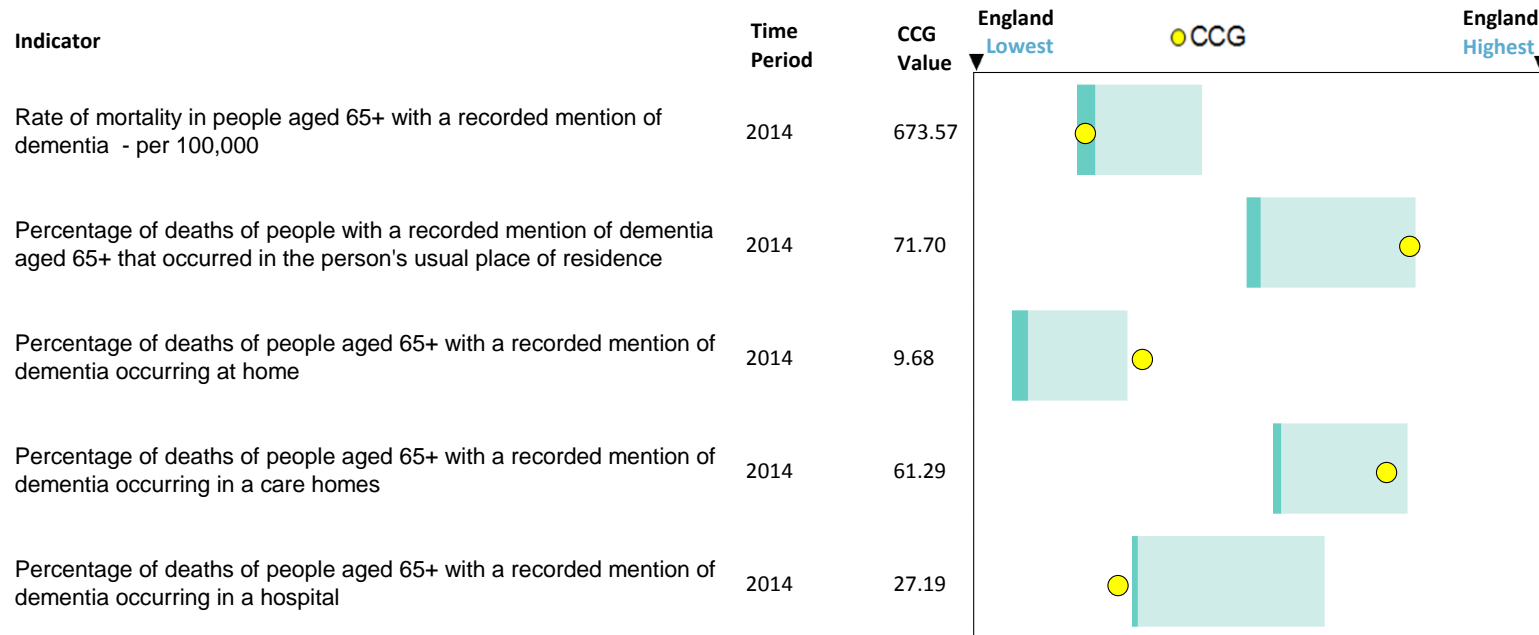 Indicator
Time
Period
CCG
Value
England
Lowest
CCG
England
Highest
Rate of mortality in people aged 65+ with a recorded mention of
dementia - per 100,000
2014
673.57
Percentage of deaths of people with a recorded mention of dementia
aged 65+ that occurred in the person's usual place of residence
2014
71.70
Percentage of deaths of people aged 65+ with a recorded mention of
dementia occurring at home
2014
9.68
Percentage of deaths of people aged 65+ with a recorded mention of
dementia occurring in a care homes
2014
61.29
Percentage of deaths of people aged 65+ with a recorded mention of
dementia occurring in a hospital
2014
27.19